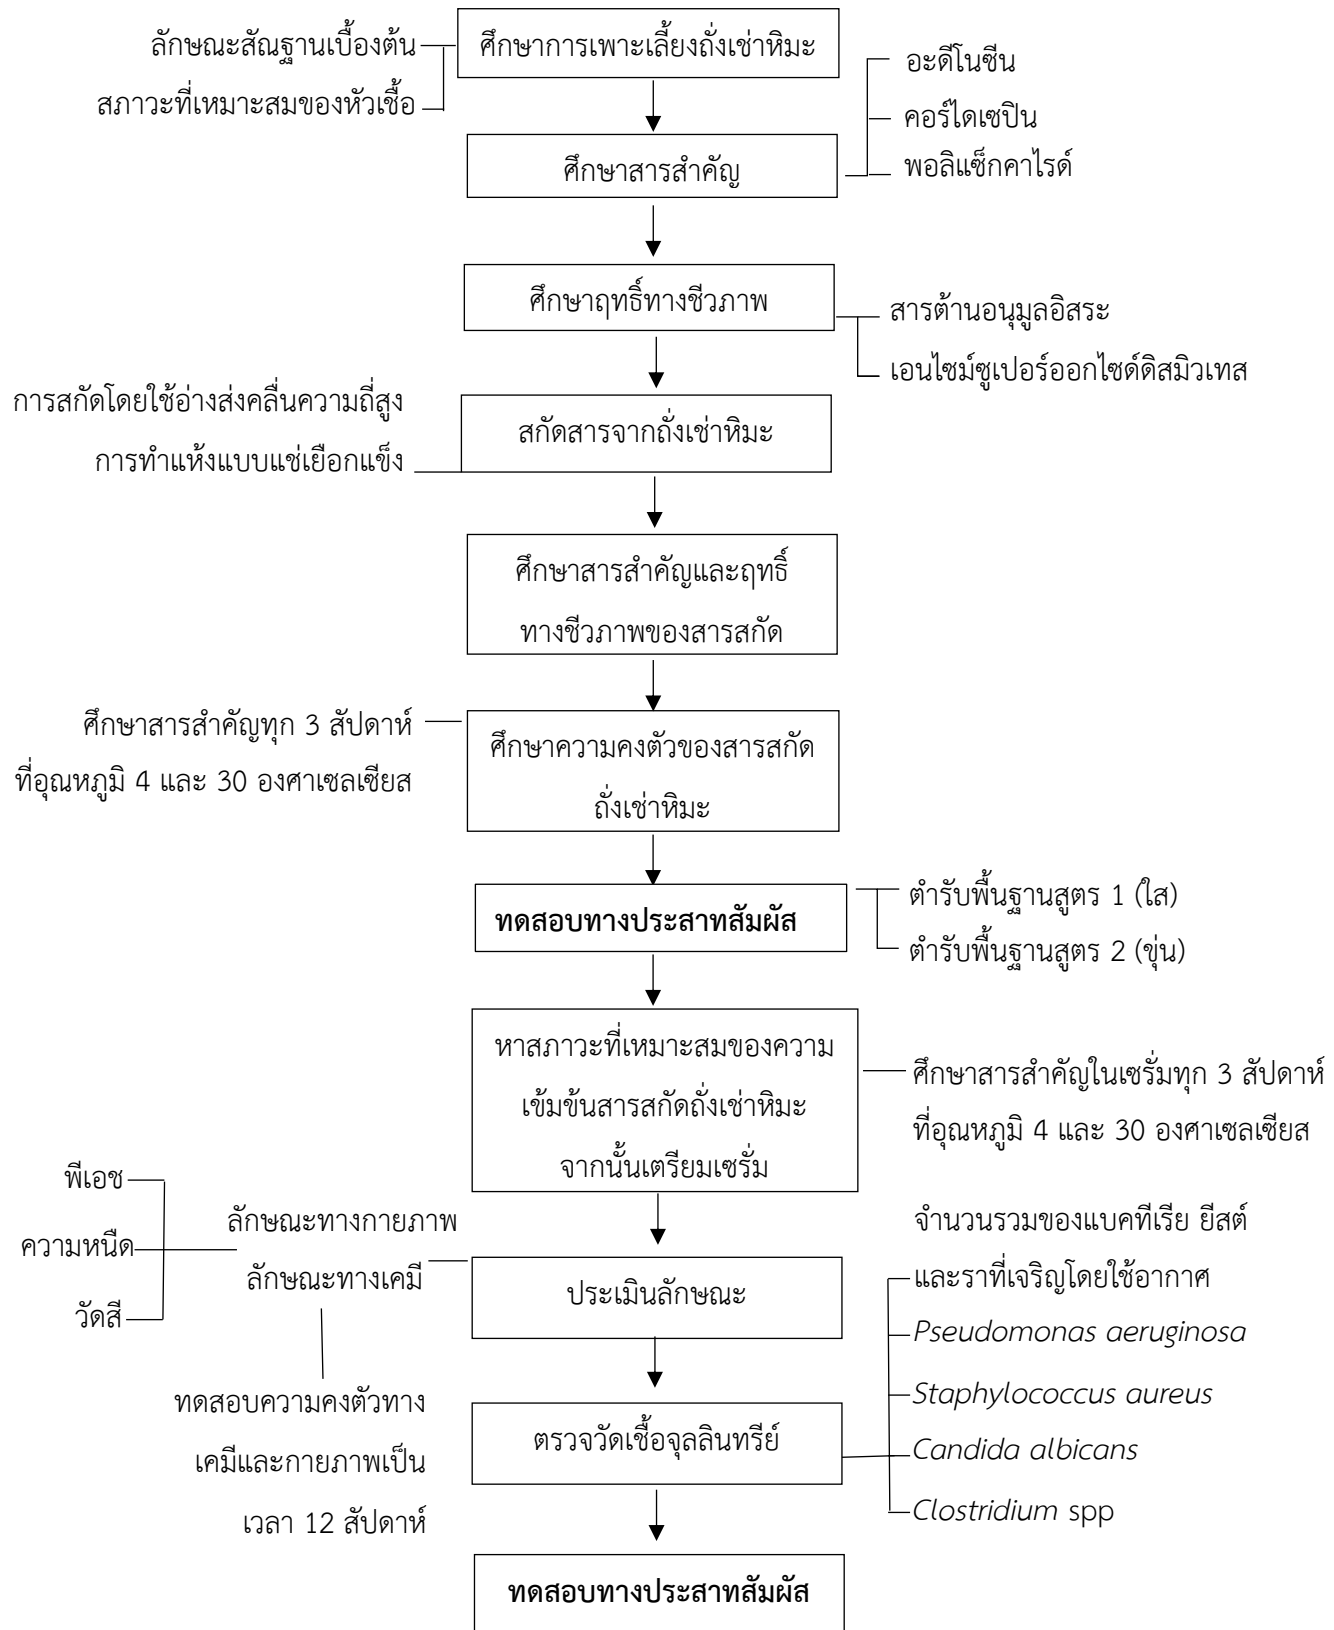 ลักษณะสัณฐานเบื้องต้น
สภาวะที่เหมาะสมของหัวเชื้อ
ศึกษาการเพาะเลี้ยงถั่งเช่าหิมะ
อะดีโนซีน
คอร์ไดเซปิน
พอลิแซ็กคาไรด์
ศึกษาสารสำคัญ
ศึกษาฤทธิ์ทางชีวภาพ
สารต้านอนุมูลอิสระ
เอนไซม์ซูเปอร์ออกไซด์ดิสมิวเทส
การสกัดโดยใช้อ่างส่งคลื่นความถี่สูง
การทำแห้งแบบแช่เยือกแข็ง
สกัดสารจากถั่งเช่าหิมะ
ศึกษาสารสำคัญและฤทธิ์
ทางชีวภาพของสารสกัด
ศึกษาสารสำคัญทุก 3 สัปดาห์
ที่อุณหภูมิ 4 และ 30 องศาเซลเซียส
ศึกษาความคงตัวของสารสกัด
ถั่งเช่าหิมะ
ทดสอบทางประสาทสัมผัส
ตำรับพื้นฐานสูตร 1 (ใส)
ตำรับพื้นฐานสูตร 2 (ขุ่น)
หาสภาวะที่เหมาะสมของความ
เข้มข้นสารสกัดถั่งเช่าหิมะ
จากนั้นเตรียมเซรั่ม
ศึกษาสารสำคัญในเซรั่มทุก 3 สัปดาห์
ที่อุณหภูมิ 4 และ 30 องศาเซลเซียส
พีเอช
ความหนืด
วัดสี
ลักษณะทางกายภาพ
ลักษณะทางเคมี
ประเมินลักษณะ
ทดสอบความคงตัวทาง
เคมีและกายภาพเป็น
เวลา 12 สัปดาห์
ตรวจวัดเชื้อจุลลินทรีย์
จำนวนรวมของแบคทีเรีย ยีสต์
และราที่เจริญโดยใช้อากาศ
Pseudomonas aeruginosa
Staphylococcus aureus
Candida albicans
Clostridium spp
ทดสอบทางประสาทสัมผัส